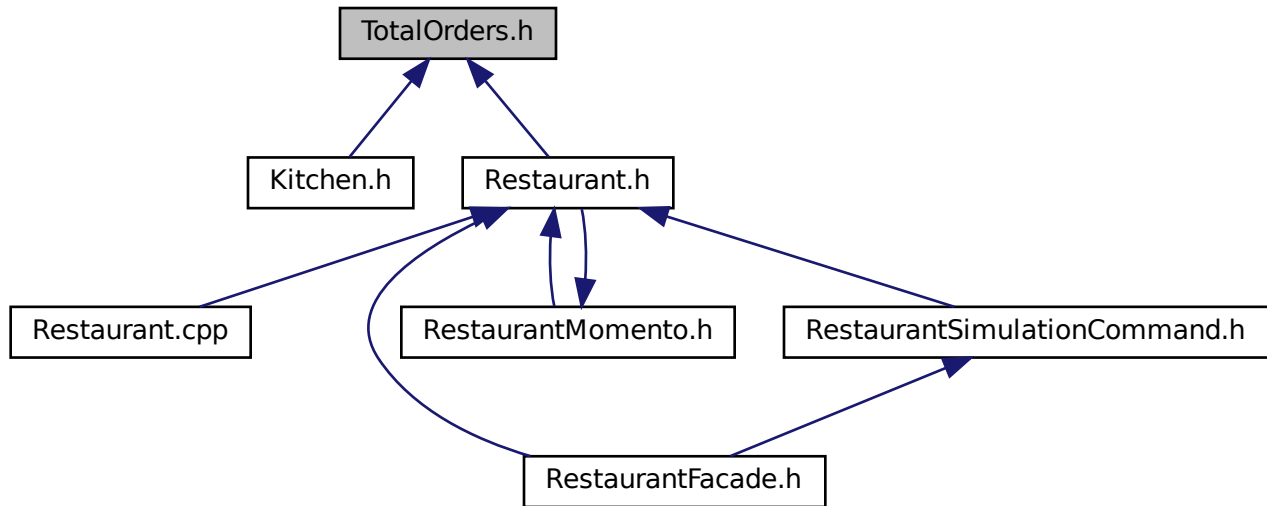 TotalOrders.h
Kitchen.h
Restaurant.h
Restaurant.cpp
RestaurantMomento.h
RestaurantSimulationCommand.h
RestaurantFacade.h